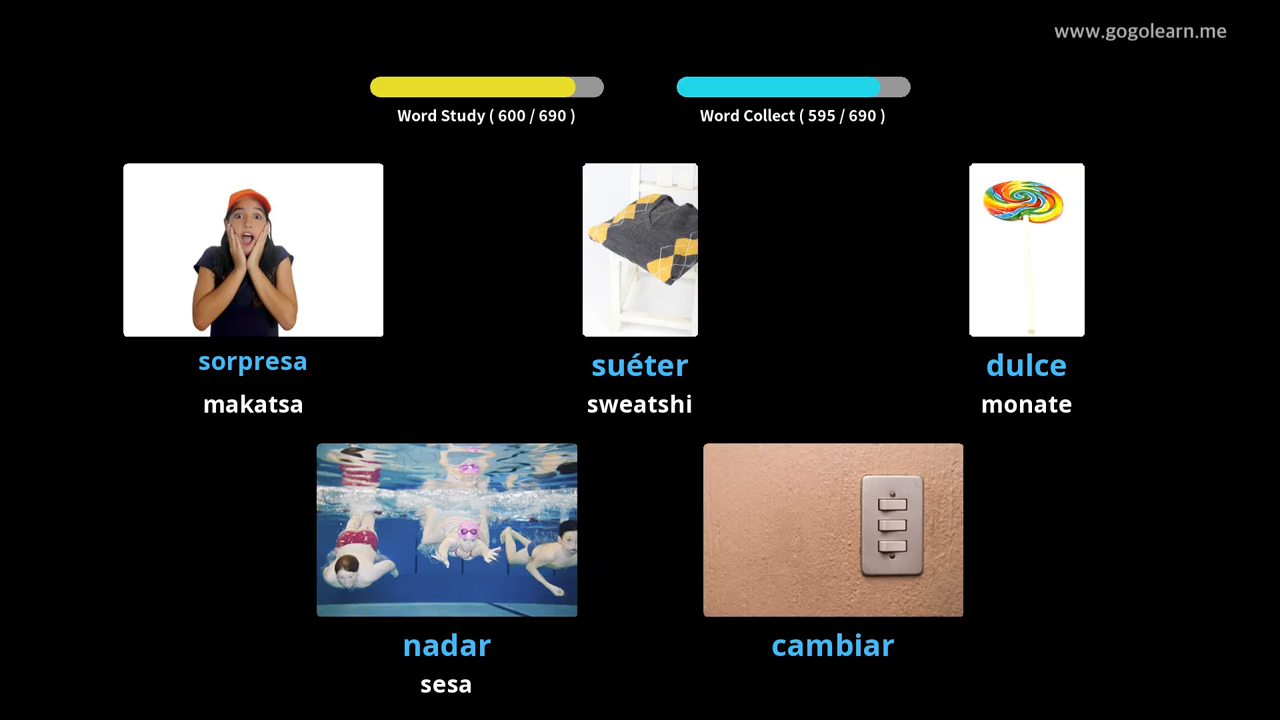 www.gogolearn.me
Word Study ( 600 / 690 )
Word Collect ( 595 / 690 )
sorpresa
makatsa
suéter
sweatshi
dulce
monate
nadar
sesa
cambiar